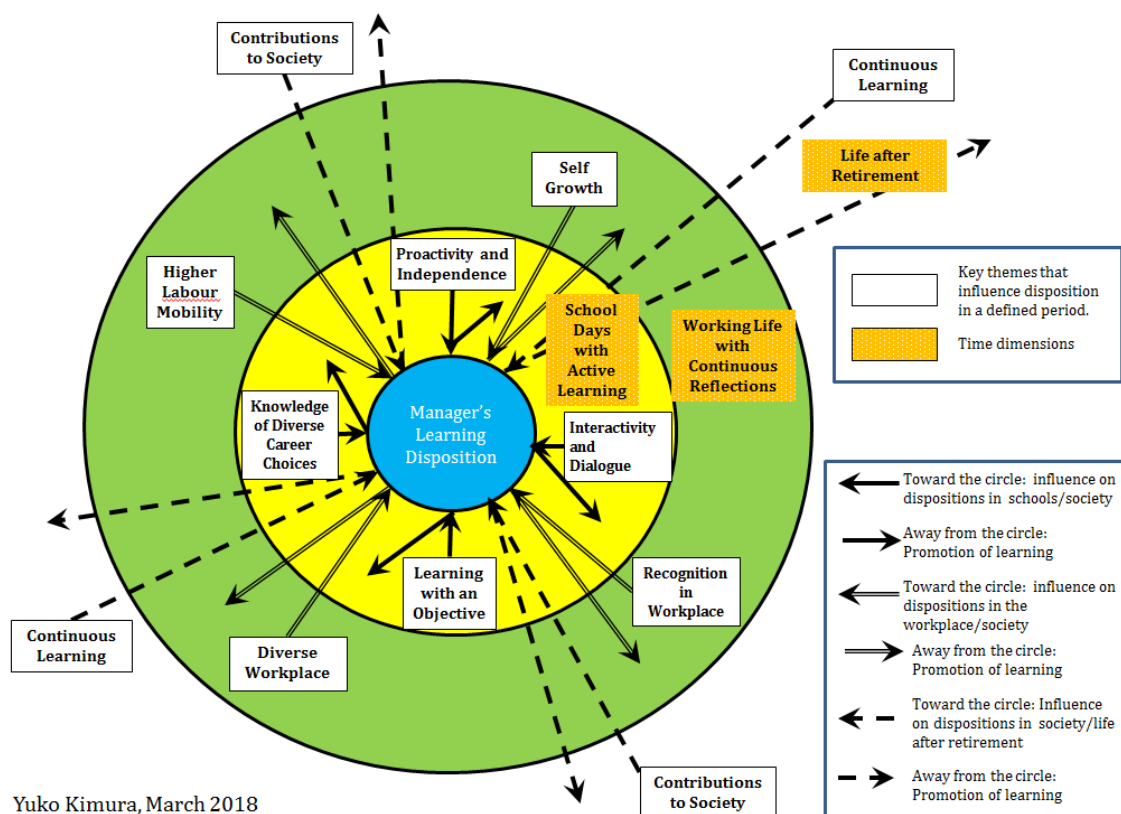 Contributions
to Society
Continuous
Learning
Life after
Retirement
Self
Growth
Proactivity and
Independence
Higher
Labour
Mobility
School
Days
with
Active
Learning
Working Life
with
Continuous
Reflections
Key themes that
influence disposition
in a defined period.
Time dimensions
Manager's
Learning
Disposition
Knowledge
of Diverse
Career
Choices
Interactivity
and
Dialogue
Learning
with an
Objective
Recognition
in
Workplace
Continuous
Learning
Diverse
Workplace
Contributions
to Society
Toward the circle: influence on
dispositions in schools/society
Away from the circle:
Promotion of learning
Toward the circle: influence on
dispositions in the
workplace/society
Away from the circle:
Promotion of learning
Toward the circle: Influence
on dispositions in society/life
after retirement
Away from the circle:
Promotion of learning
Yuko Kimura, March 2018